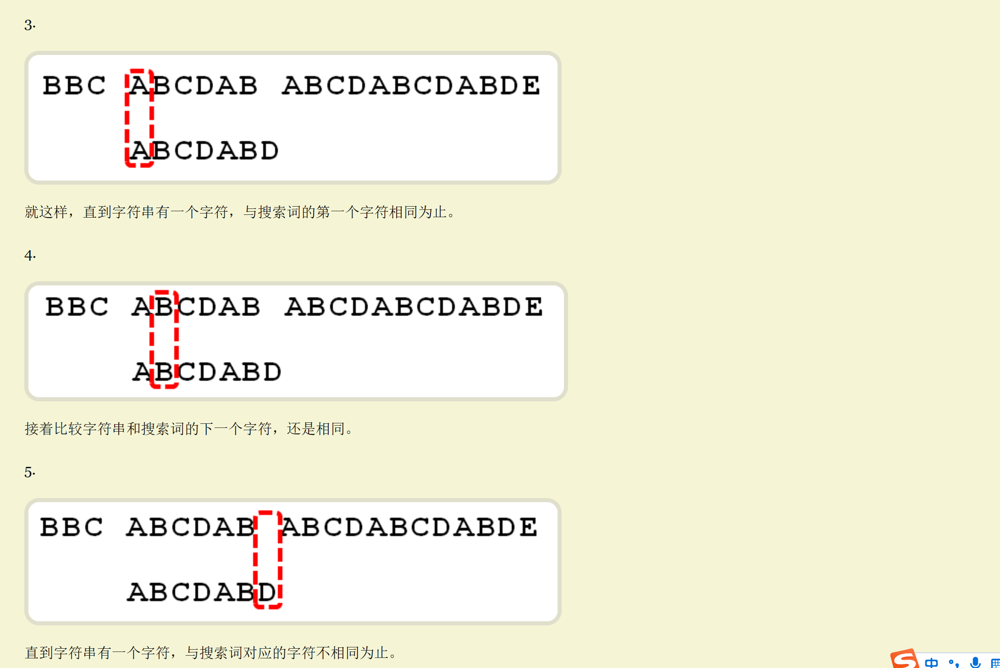 3.
BBC ABCDAB ABCDABCDABDE
ABCDABD
就这样，直到字符串有一个字符，与搜索词的第一个字符相同为止。
4.
BBC ABCDAB ABCDABCDABDE
ABCDABD
接着比较字符串和搜索词的下一个字符，还是相同。
5.
BBC ABCDAB ABCDABCDABDE
ABCDABD
直到字符串有一个字符，与搜索词对应的字符不相同为止。
S 中 °,